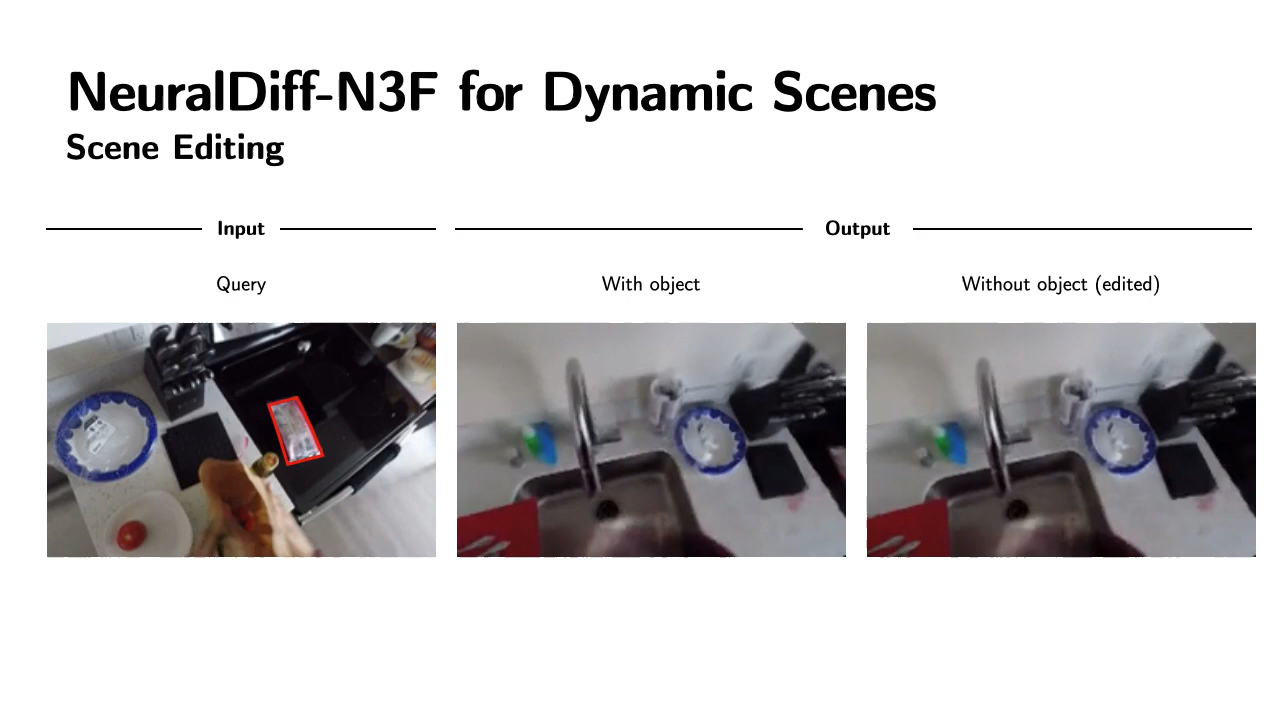 NeuralDiff-N3F for Dynamic Scenes
Scene Editing
Input
Output
Query
With object
Without object (edited)